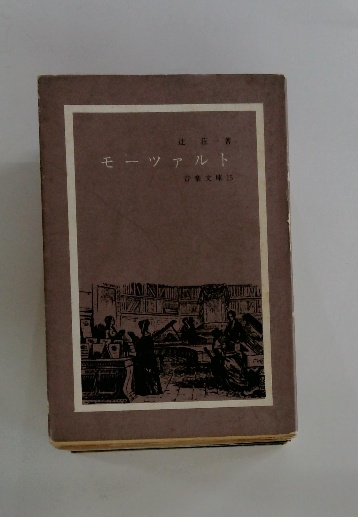 辻 荘一 著
モーツァルト
音楽文庫 15